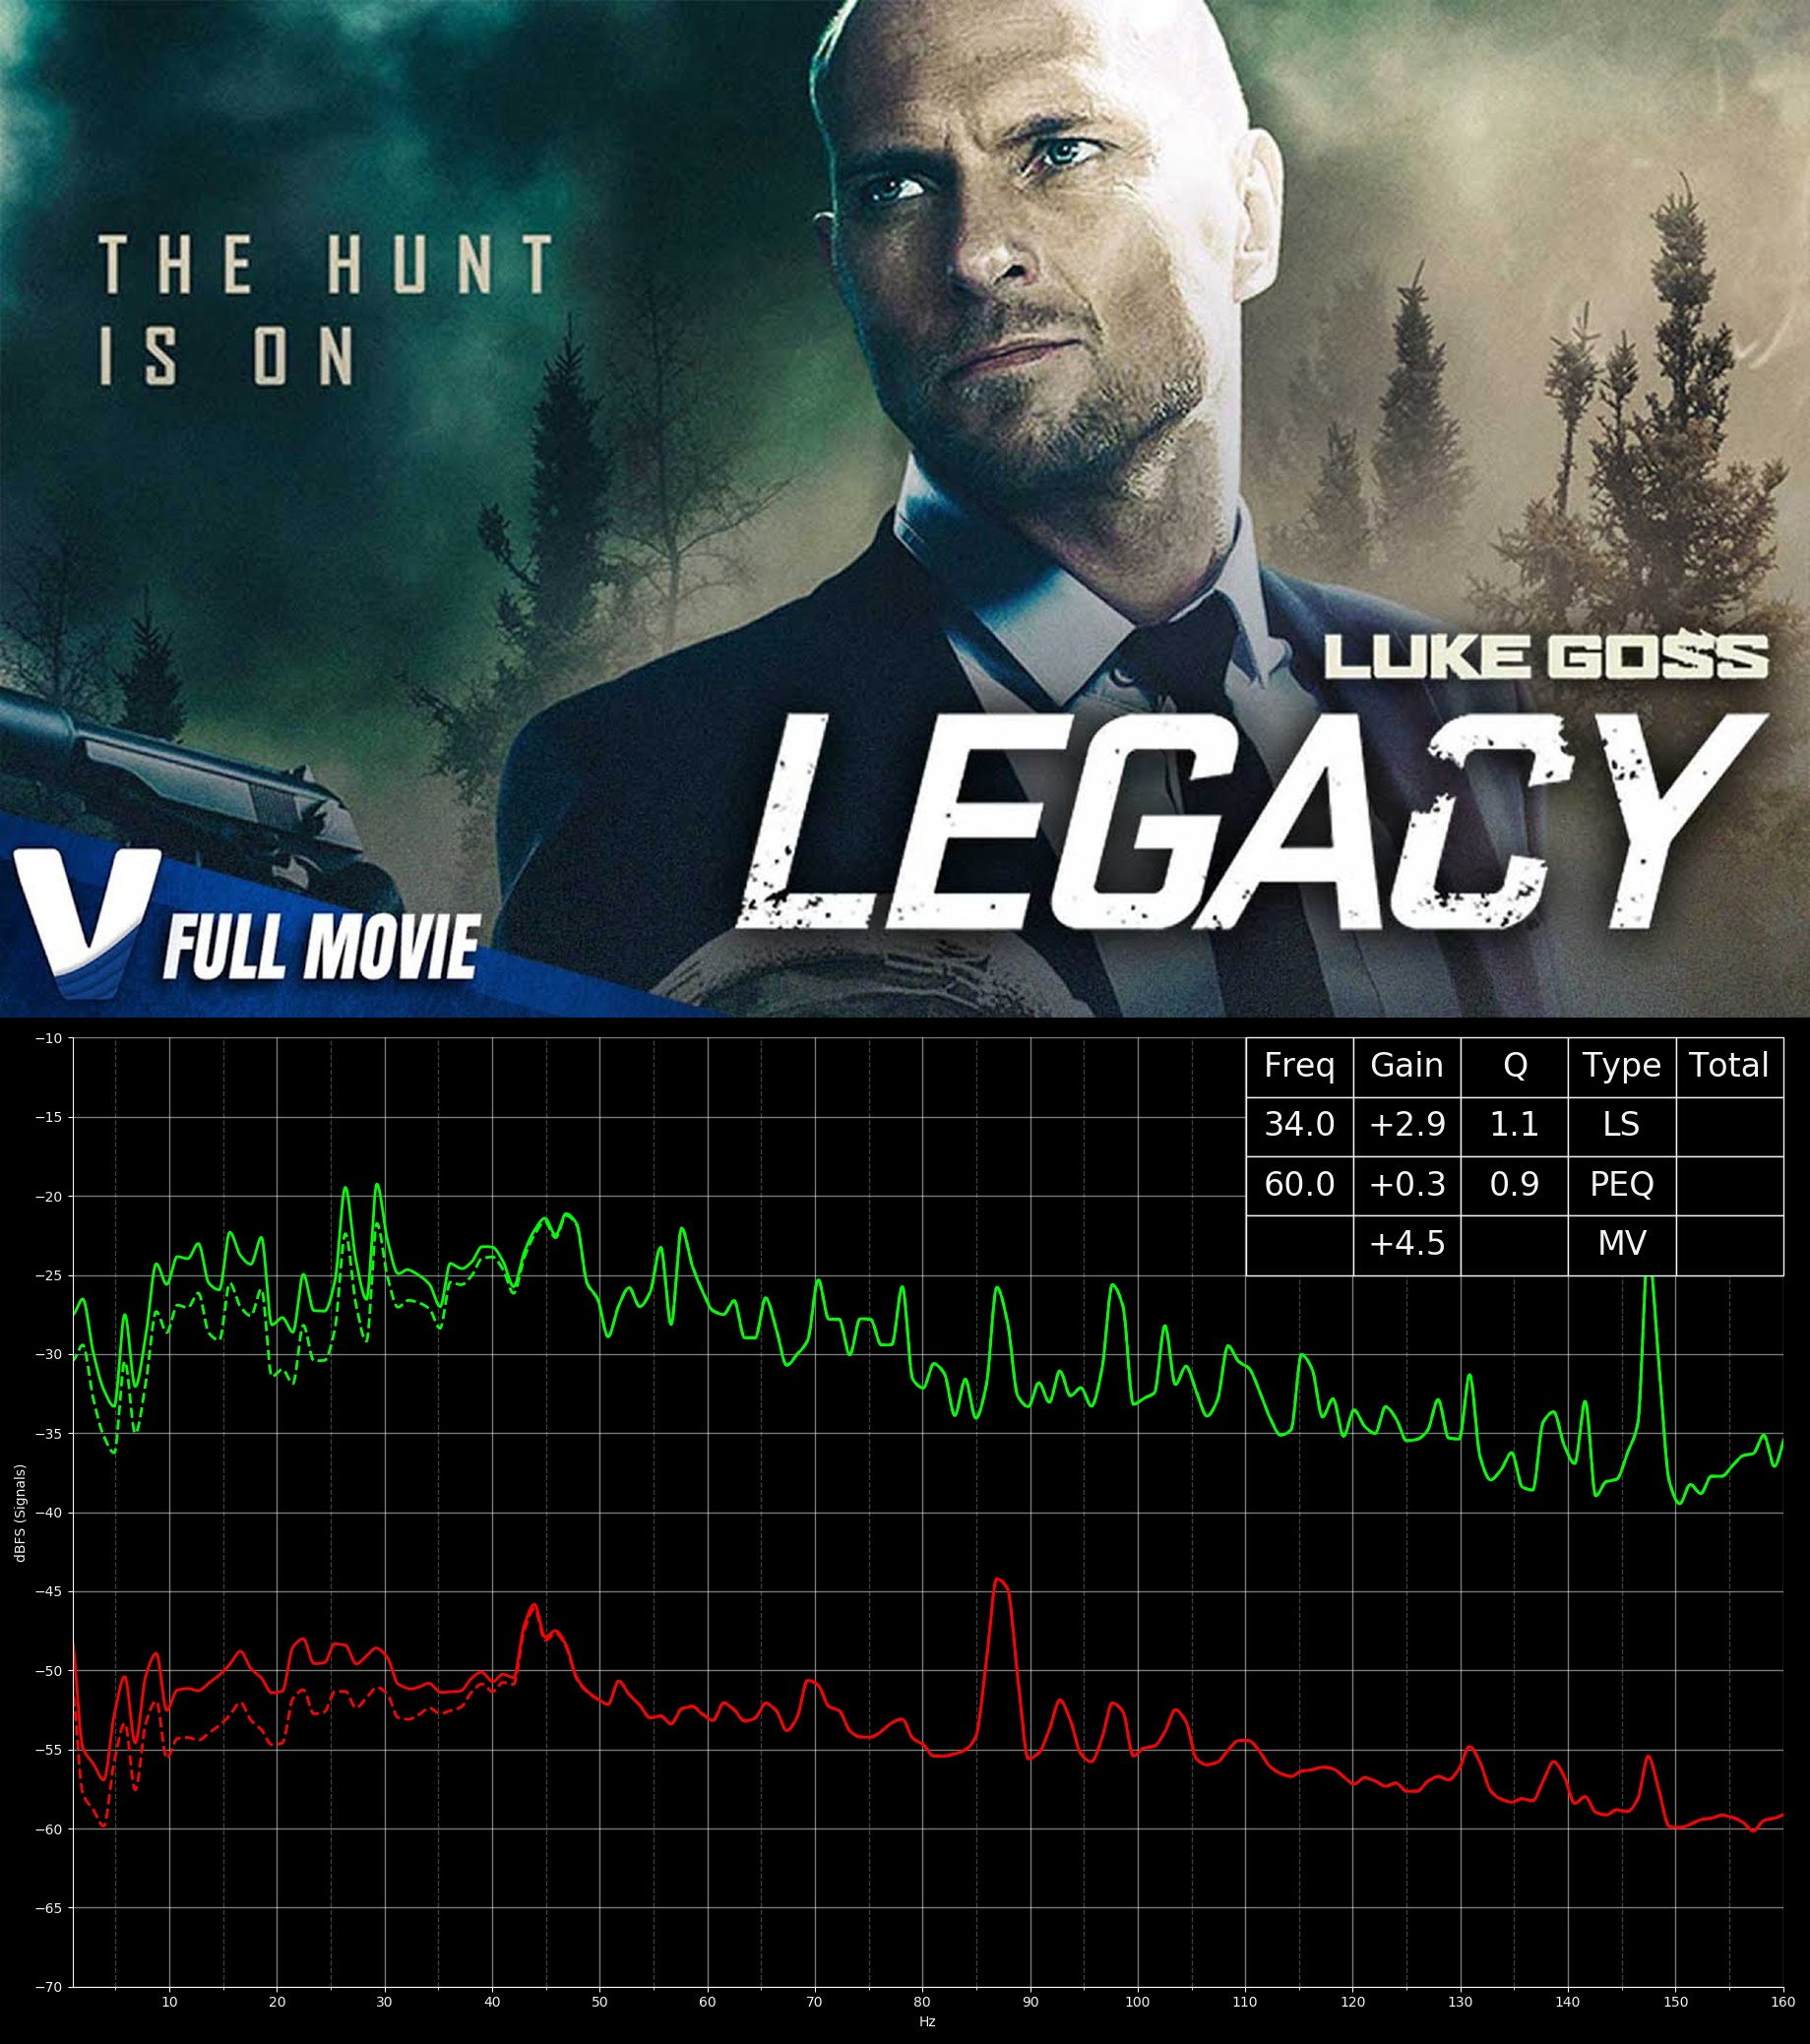 THE HUNT
IS ON
LUKE GOSS
LEGACY
V FULL MOVIE
Freq Gain Q Type Total
34.0 +2.9 1.1 LS
60.0 +0.3 0.9 PEQ
+4.5 MV
−10
−15
−20
−25
−30
−35
−40
−45
−50
−55
−60
−65
−70
dBFS (Signals)
10 20 30 40 50 60 70 80 90 100 110 120 130 140 150 160
Hz